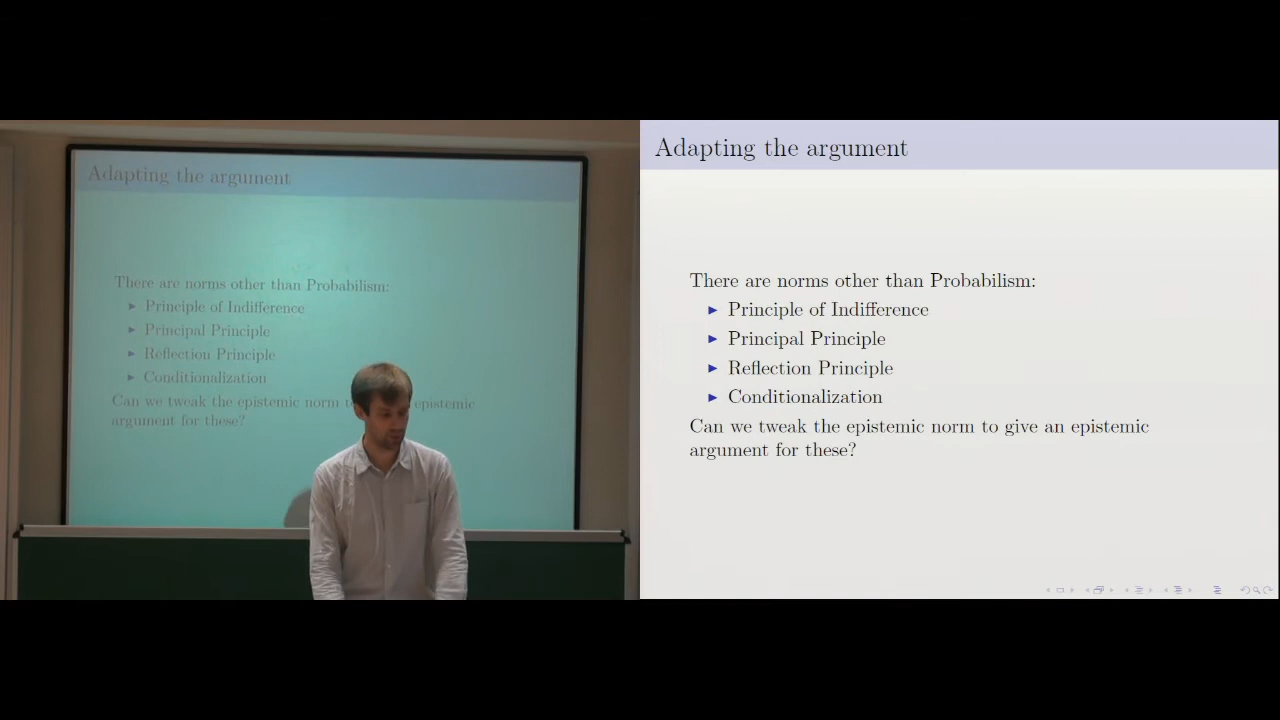 Adapting the argument
There are norms other than Probabilism:
► Principle of Indifference
► Principal Principle
► Reflection Principle
► Conditionalization
Can we tweak the epistemic norm epistemic
argument for these?
Adapting the argument
There are norms other than Probabilism:
► Principle of Indifference
► Principal Principle
► Reflection Principle
► Conditionalization
Can we tweak the epistemic norm to give an epistemic
argument for these?